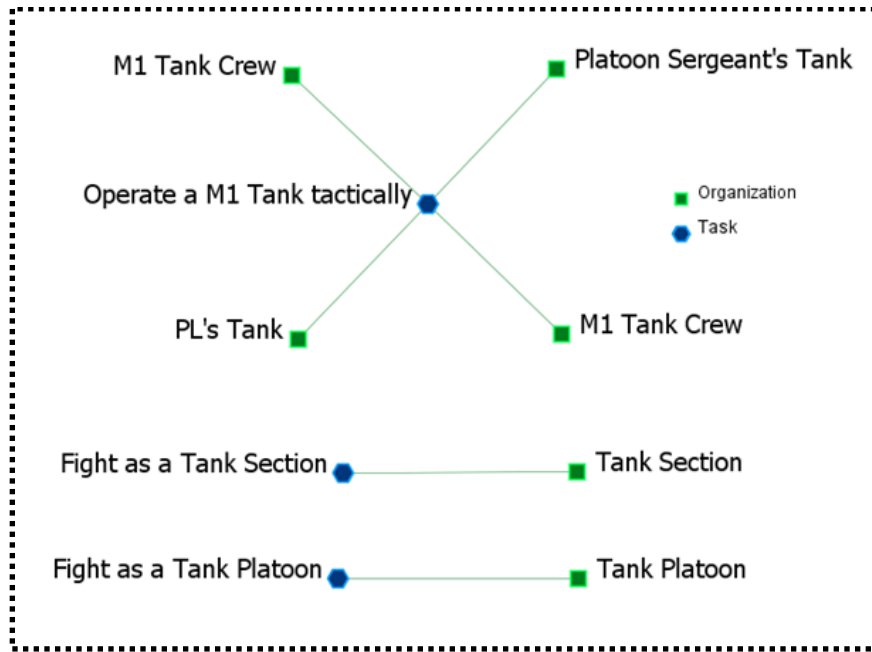 M1 Tank Crew
Platoon Sergeant's Tank
Operate a M1 Tank tactically
Organization
Task
PL's Tank
M1 Tank Crew
Fight as a Tank Section
Tank Section
Fight as a Tank Platoon
Tank Platoon